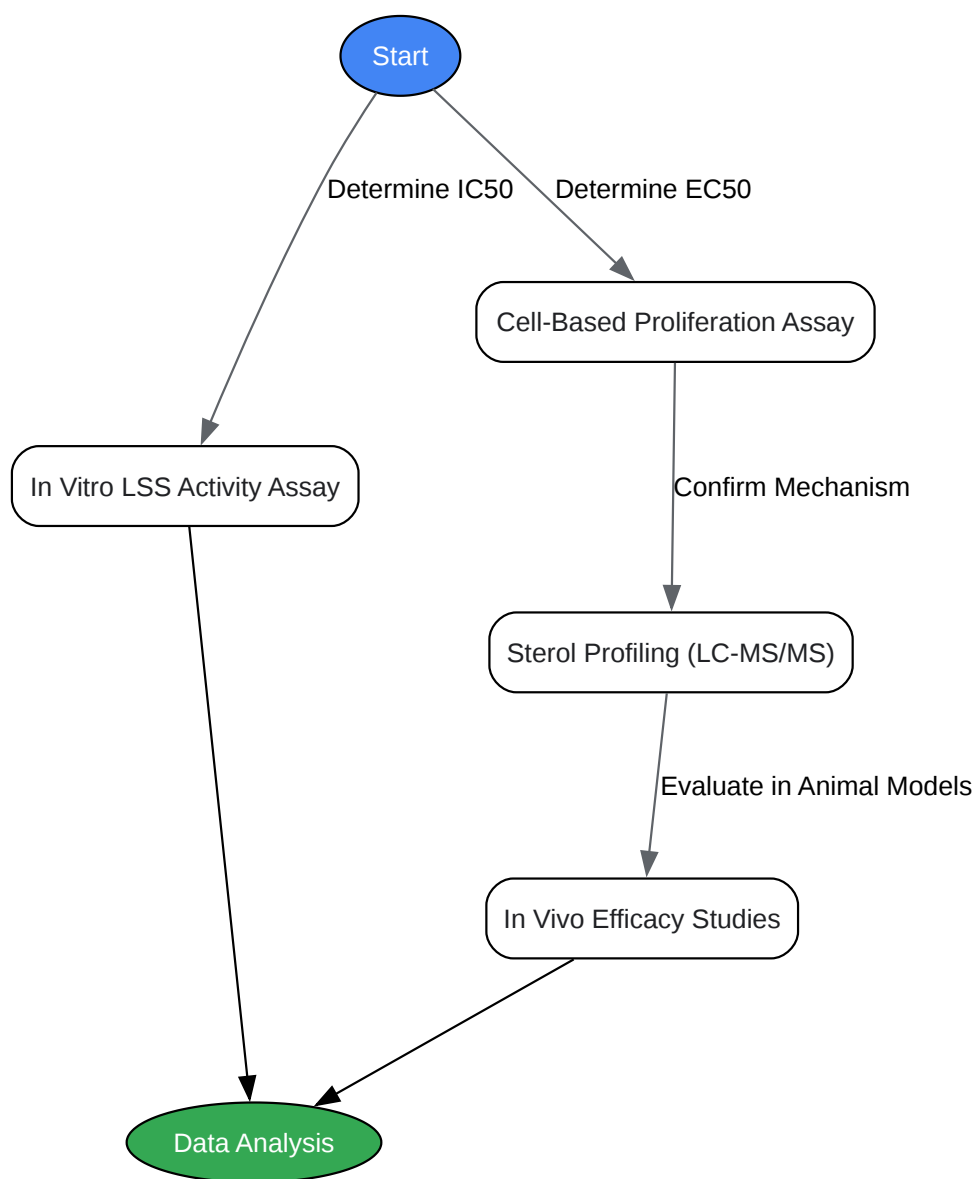 Start
Determine IC50
Determine EC50
Cell-Based Proliferation Assay
In Vitro LSS Activity Assay
Confirm Mechanism
Sterol Profiling (LC-MS/MS)
Evaluate in Animal Models
In Vivo Efficacy Studies
Data Analysis